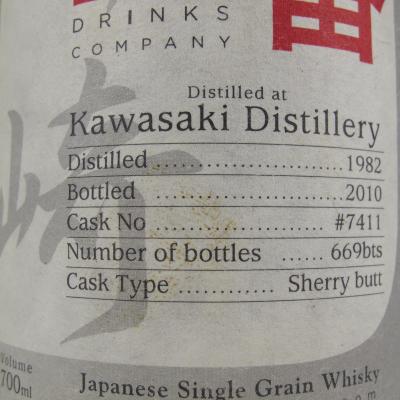 DRINKS
COMPANY
Distilled at
Kawasaki Distillery
Distilled .................... 1982
Bottled .................... 2010
Cask No .................... #7411
Number of bottles ...... 669bts
Cask Type ............ Sherry butt
崎
Volume
700ml
Japanese Single Grain Whisky